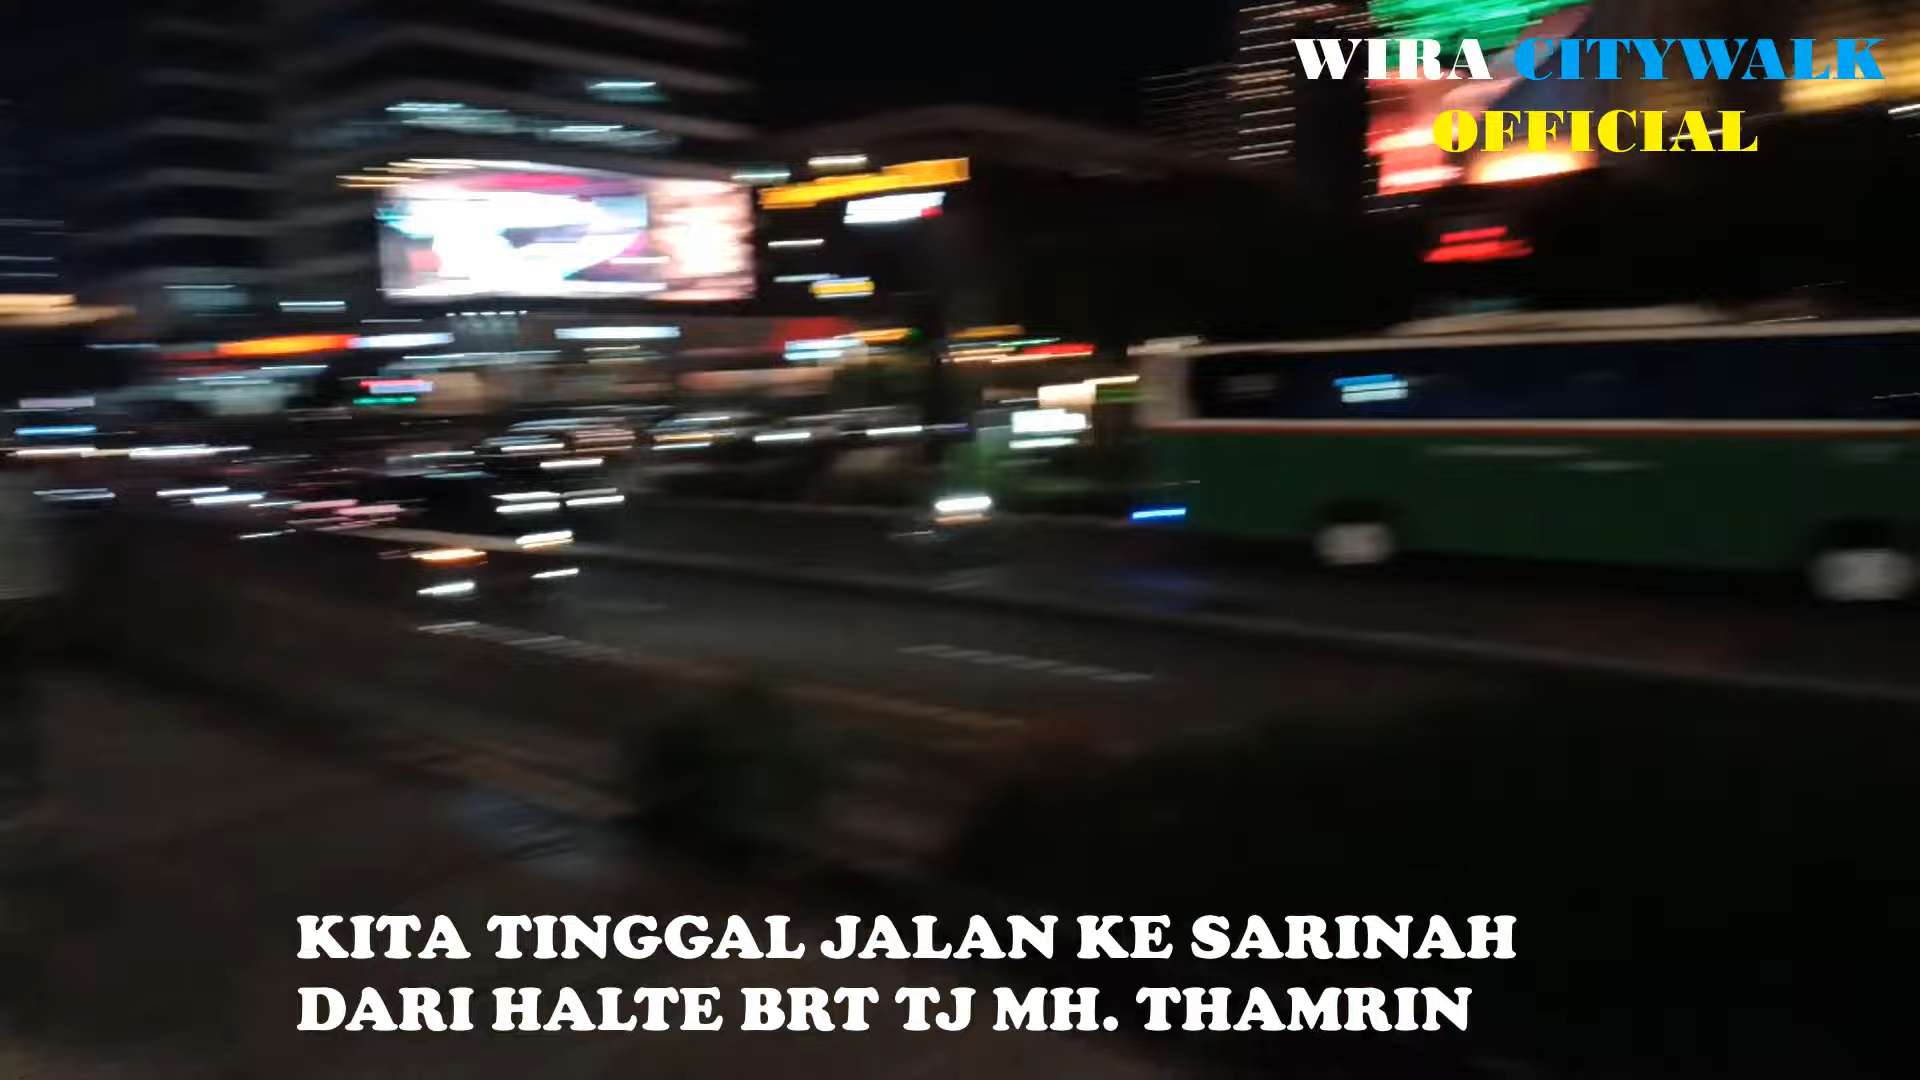 WIRA CITYWALK
OFFICIAL
KITA TINGGAL JALAN KE SARINAH
DARI HALTE BRT TJ MH. THAMRIN